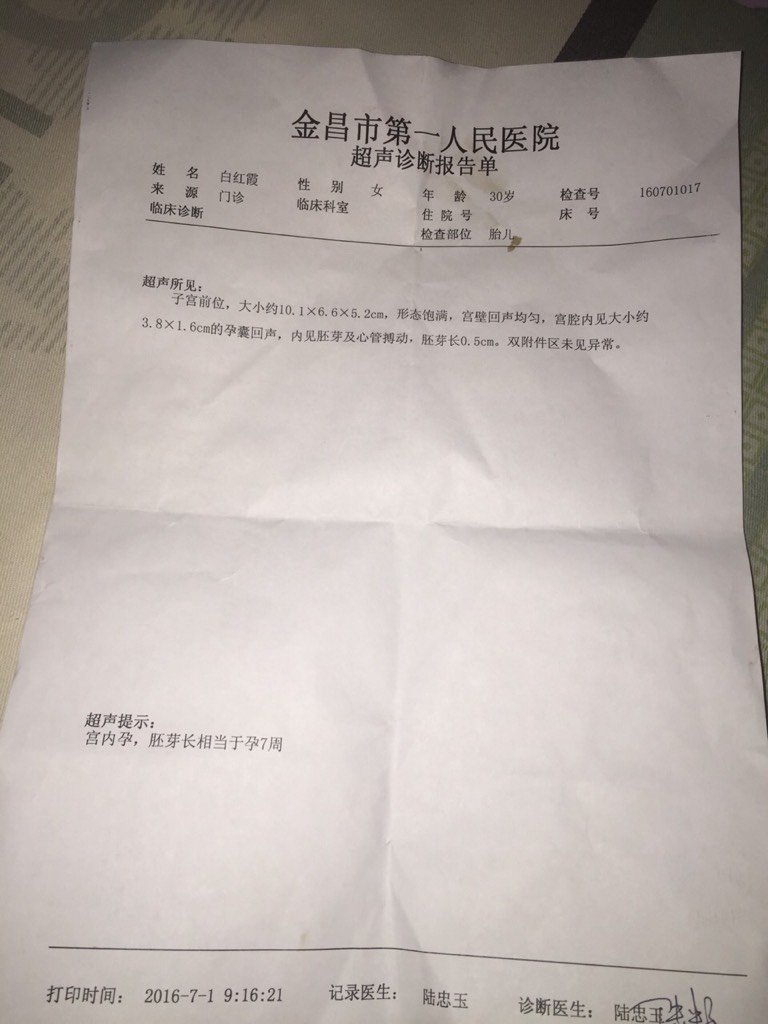 金昌市第一人民医院
超声诊断报告单
姓 名 白红霞 性 别 女 年 龄 30岁 检查号 160701017
来 源 门诊 临床科室 住院号 床 号
临床诊断 检查部位 胎儿
超声所见：
子宫前位，大小约10.1×6.6×5.2cm，形态饱满，宫壁回声均匀，宫腔内见大小约
3.8×1.6cm的孕囊回声，内见胚芽及心管搏动，胚芽长0.5cm。双附件区未见异常。
超声提示：
宫内孕，胚芽长相当于孕7周
打印时间： 2016-7-1 9:16:21 记录医生： 陆忠玉 诊断医生： 陆忠玉